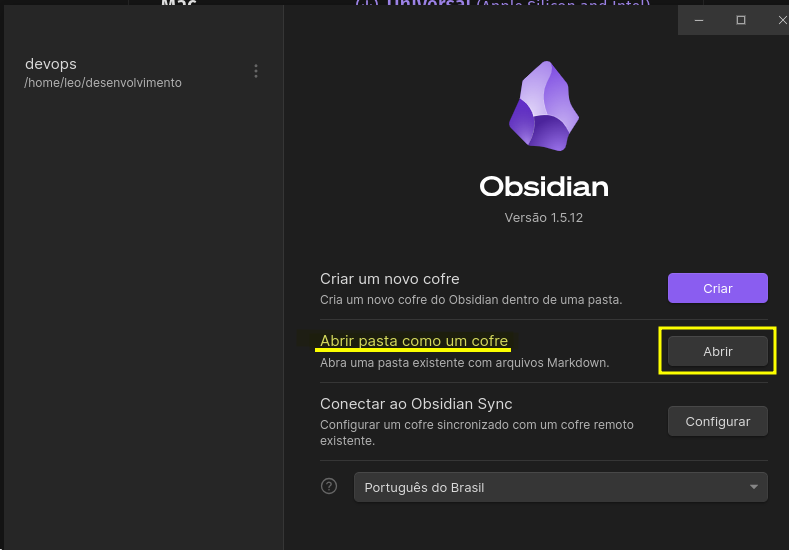 Mac
Universal (Apple Silicon and Intel)
devops
/home/leo/desenvolvimento
Obsidian
Versão 1.5.12
Criar um novo cofre
Cria um novo cofre do Obsidian dentro de uma pasta.
Criar
Abrir pasta como um cofre
Abra uma pasta existente com arquivos Markdown.
Abrir
Conectar ao Obsidian Sync
Configurar um cofre sincronizado com um cofre remoto
existente.
Configurar
Português do Brasil